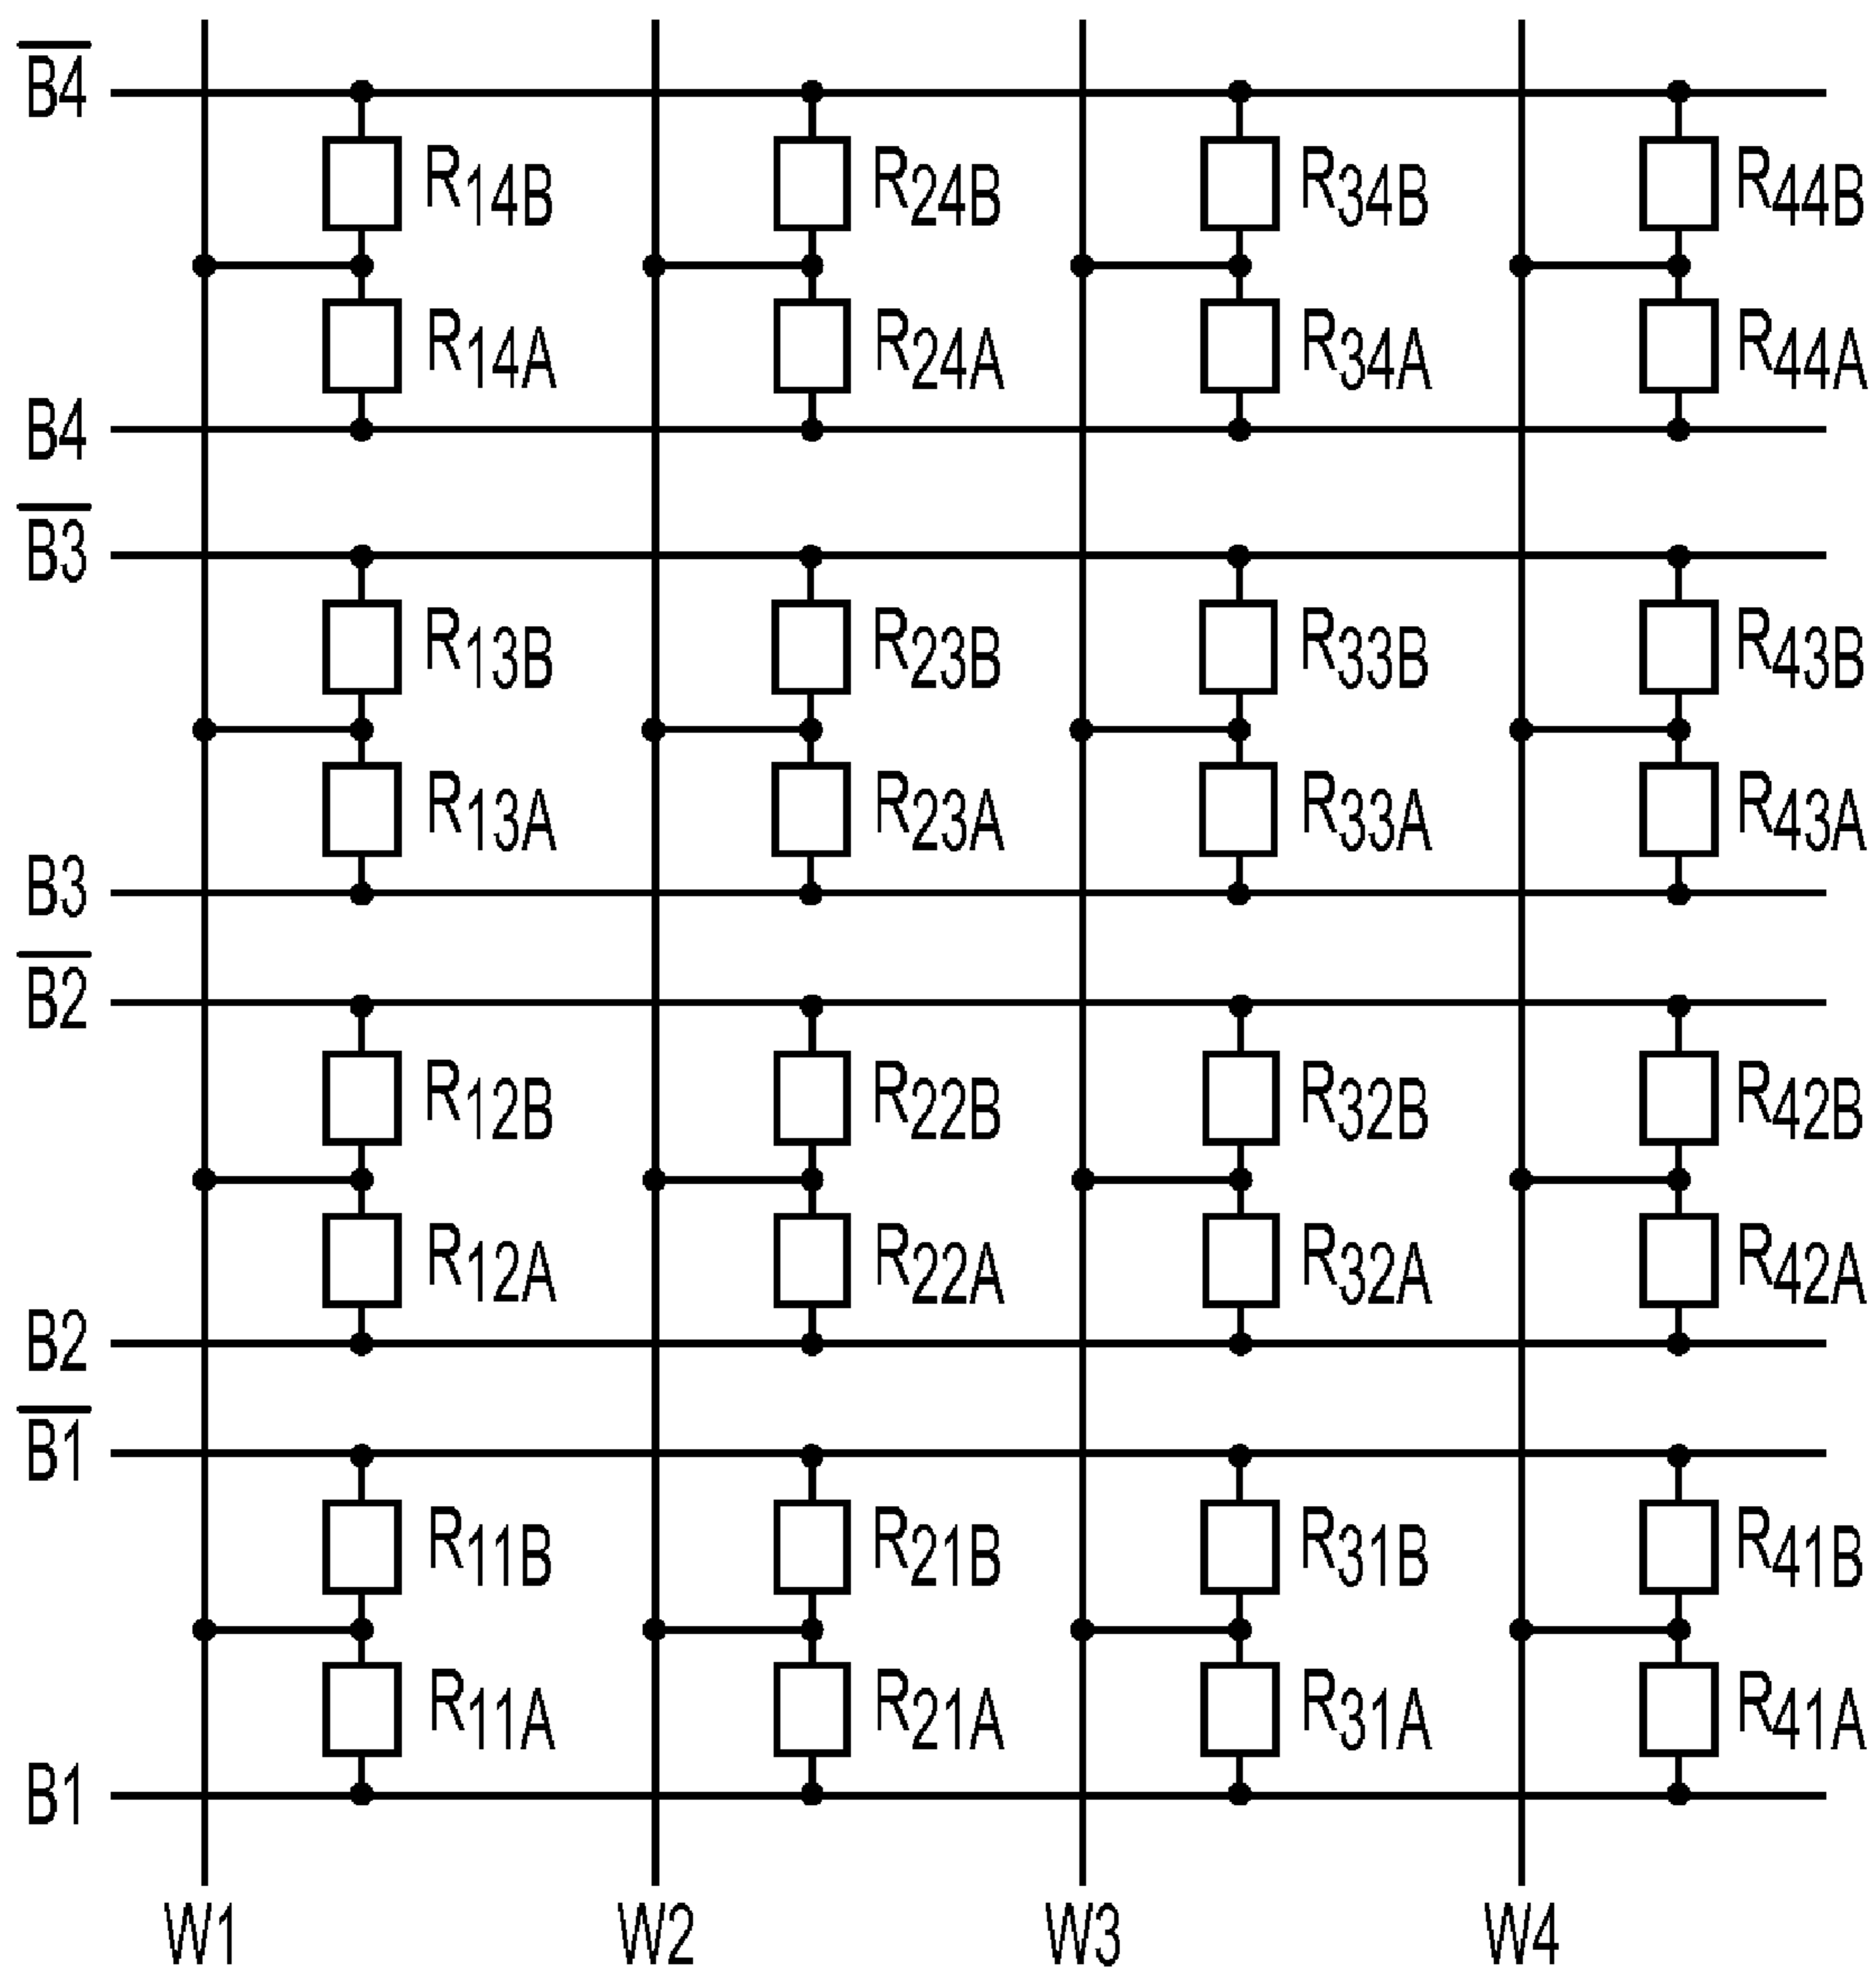 B4
R14B R24B R34B R44B
R14A R24A R34A R44A
B4
B3
R13B R23B R33B R43B
R13A R23A R33A R43A
B3
B2
R12B R22B R32B R42B
R12A R22A R32A R42A
B2
B1
R11B R21B R31B R41B
R11A R21A R31A R41A
B1
W1 W2 W3 W4